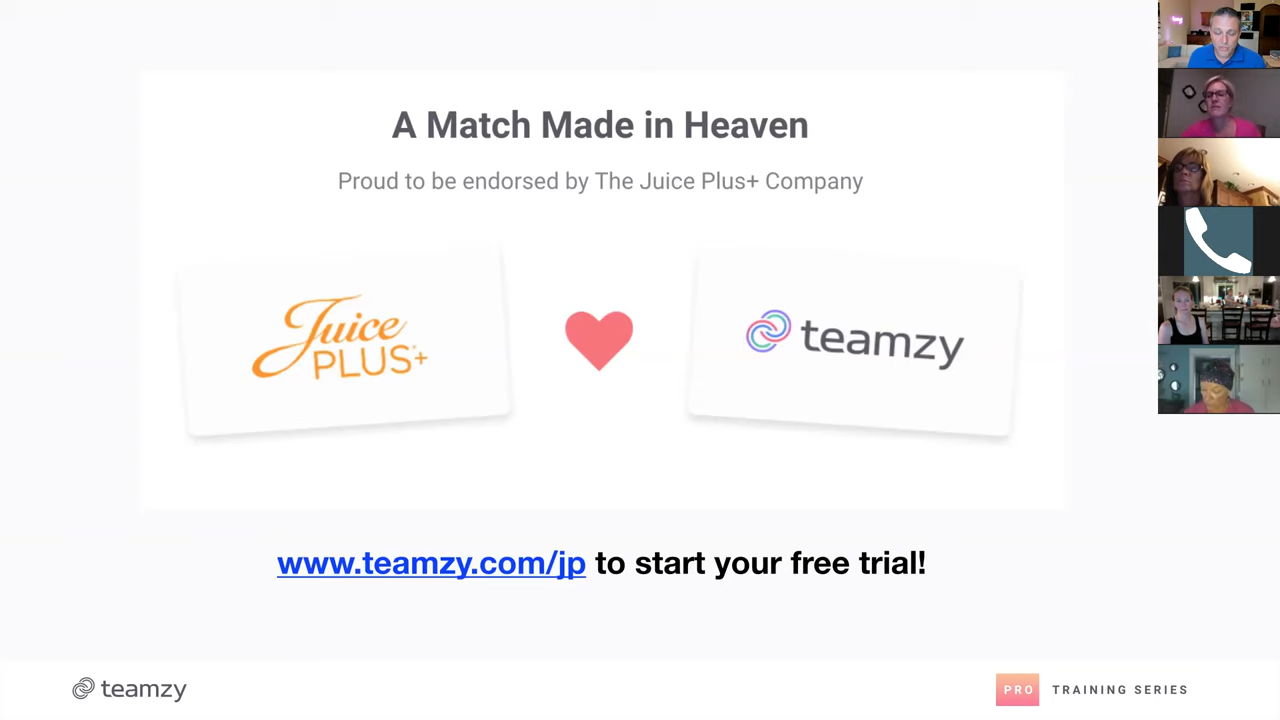 A Match Made in Heaven
Proud to be endorsed by The Juice Plus+ Company
Juice
PLUS+
teamzy
www.teamzy.com/jp to start your free trial!
teamzy
PRO TRAINING SERIES